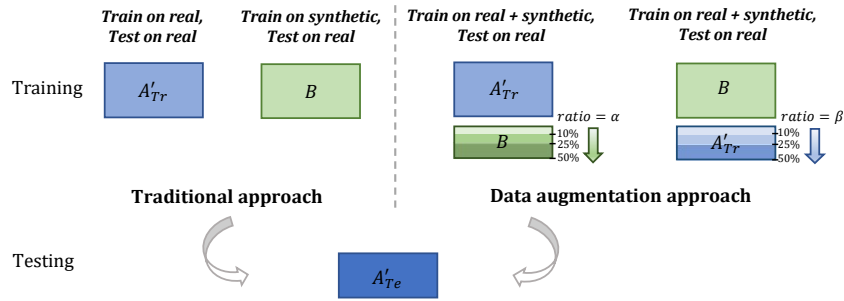 Train on real,
Test on real
Train on synthetic,
Test on real
Train on real + synthetic,
Test on real
Train on real + synthetic,
Test on real
Training
A′Tr
B
A′Tr
ratio = α
B
10%
25%
50%
B
ratio = β
A′Tr
10%
25%
50%
Traditional approach
Data augmentation approach
Testing
A′Te